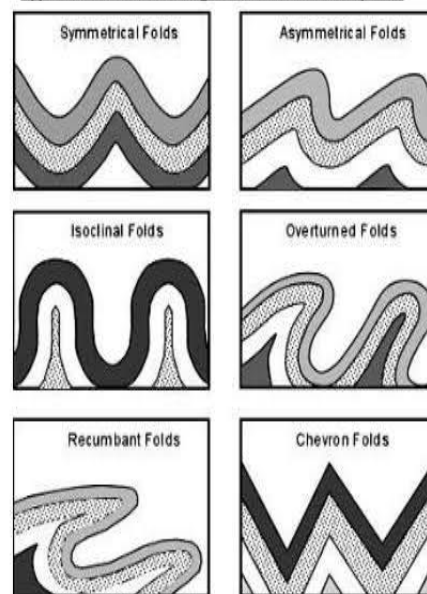 Symmetrical Folds
Asymmetrical Folds
Isoclinal Folds
Overturned Folds
Recumbant Folds
Chevron Folds